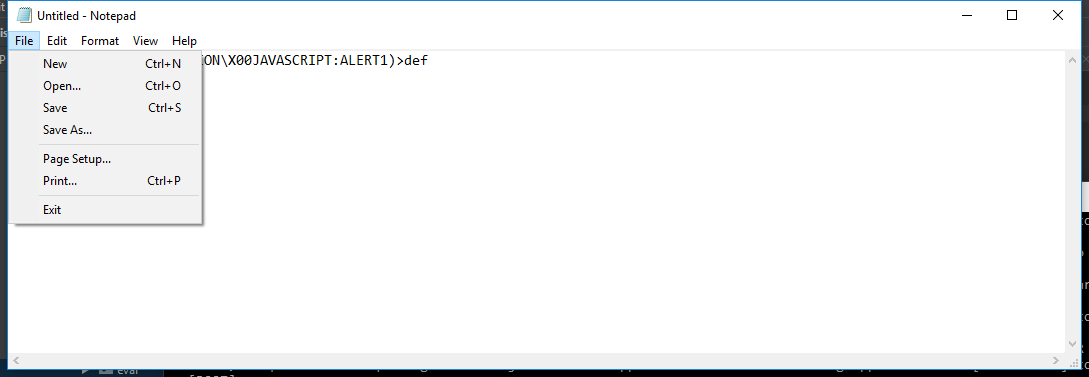 Untitled - Notepad
File Edit Format View Help
ON\X00JAVASCRIPT:ALERT1)>def
New Ctrl+N
Open... Ctrl+O
Save Ctrl+S
Save As...
Page Setup...
Print... Ctrl+P
Exit
eval